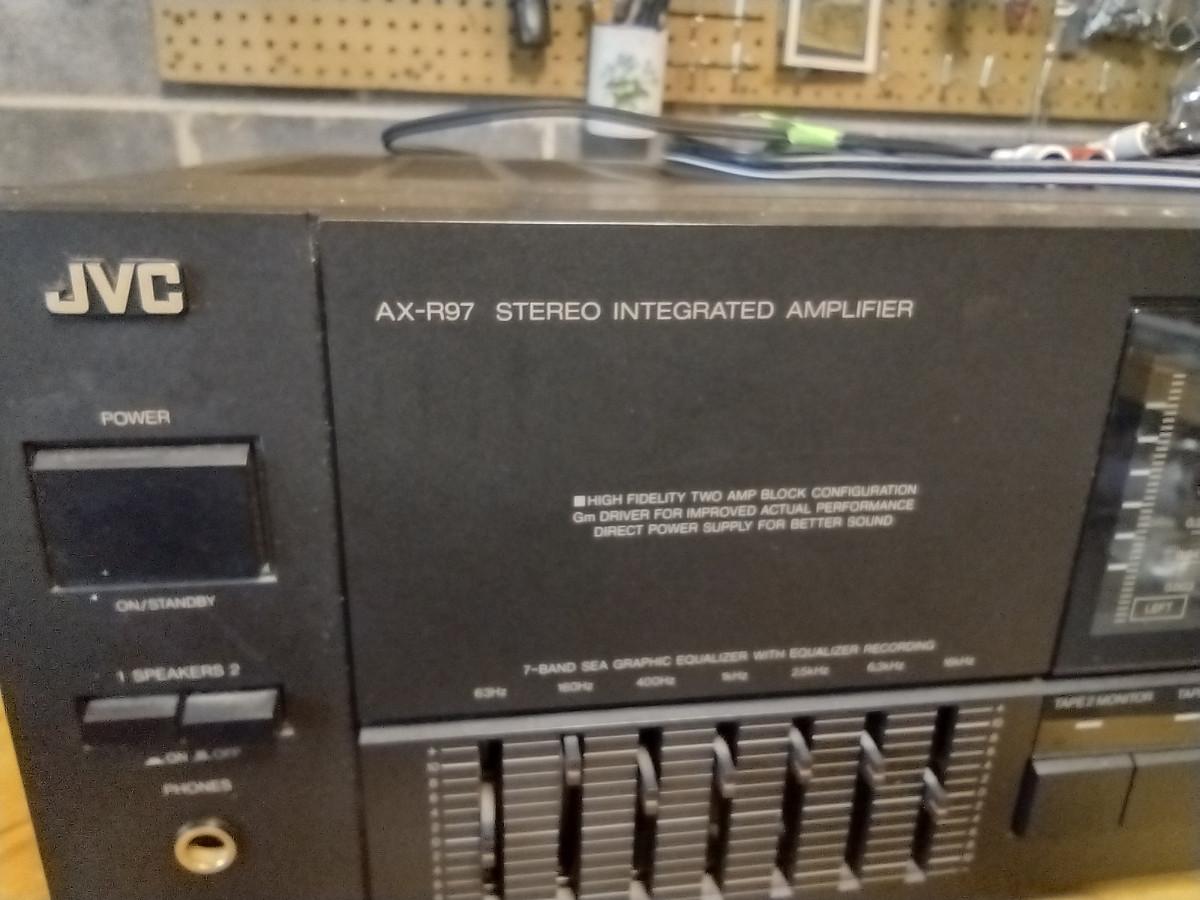 JVC
AX-R97 STEREO INTEGRATED AMPLIFIER
POWER
■HIGH FIDELITY TWO AMP BLOCK CONFIGURATION
Gm DRIVER FOR IMPROVED ACTUAL PERFORMANCE
DIRECT POWER SUPPLY FOR BETTER SOUND
ON/STANDBY
LEFT
1 SPEAKERS 2
7-BAND SEA GRAPHIC EQUALIZER WITH EQUALIZER RECORDING
63Hz 160Hz 400Hz 1kHz 2.5kHz 6.3kHz 16kHz
TAPE 2 MONITOR
ON OFF
PHONES